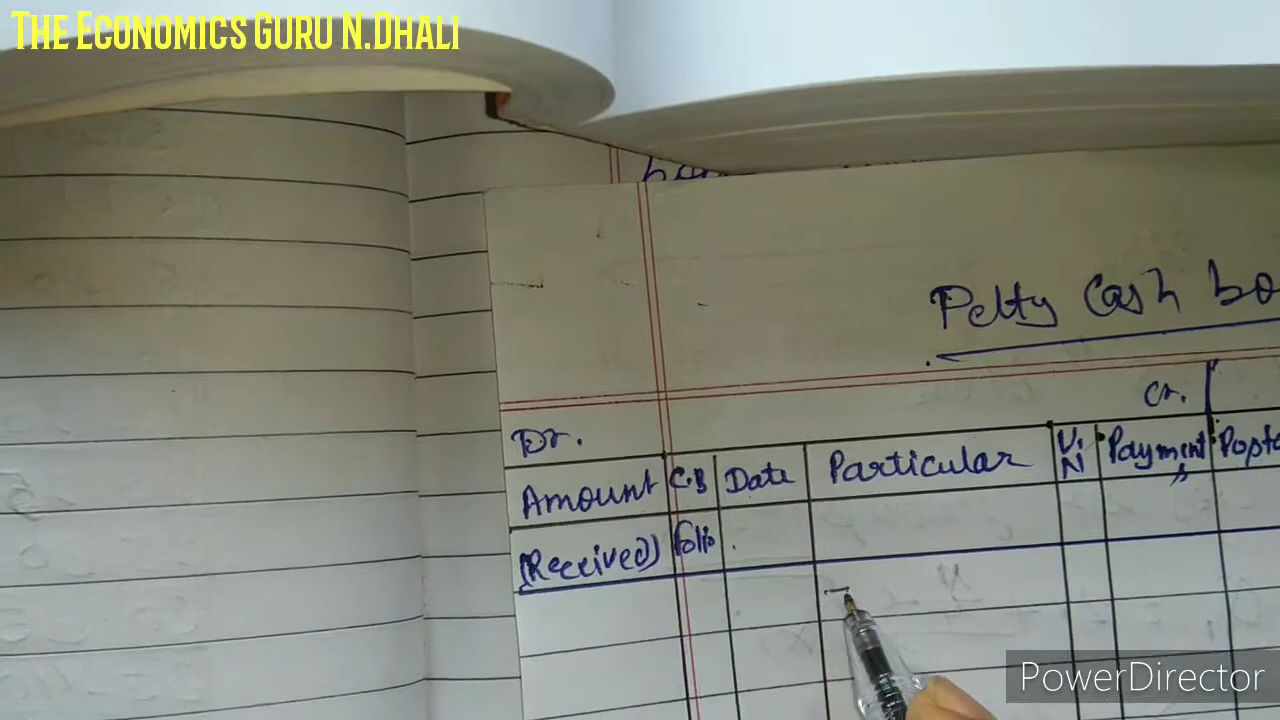 The Economics Guru N.Dhali
Petty Cash bo
Dr.
Cr.
Amount
(Received)
C.B
folio
Date
Particular
V.
N
Payment
Posta
PowerDirector